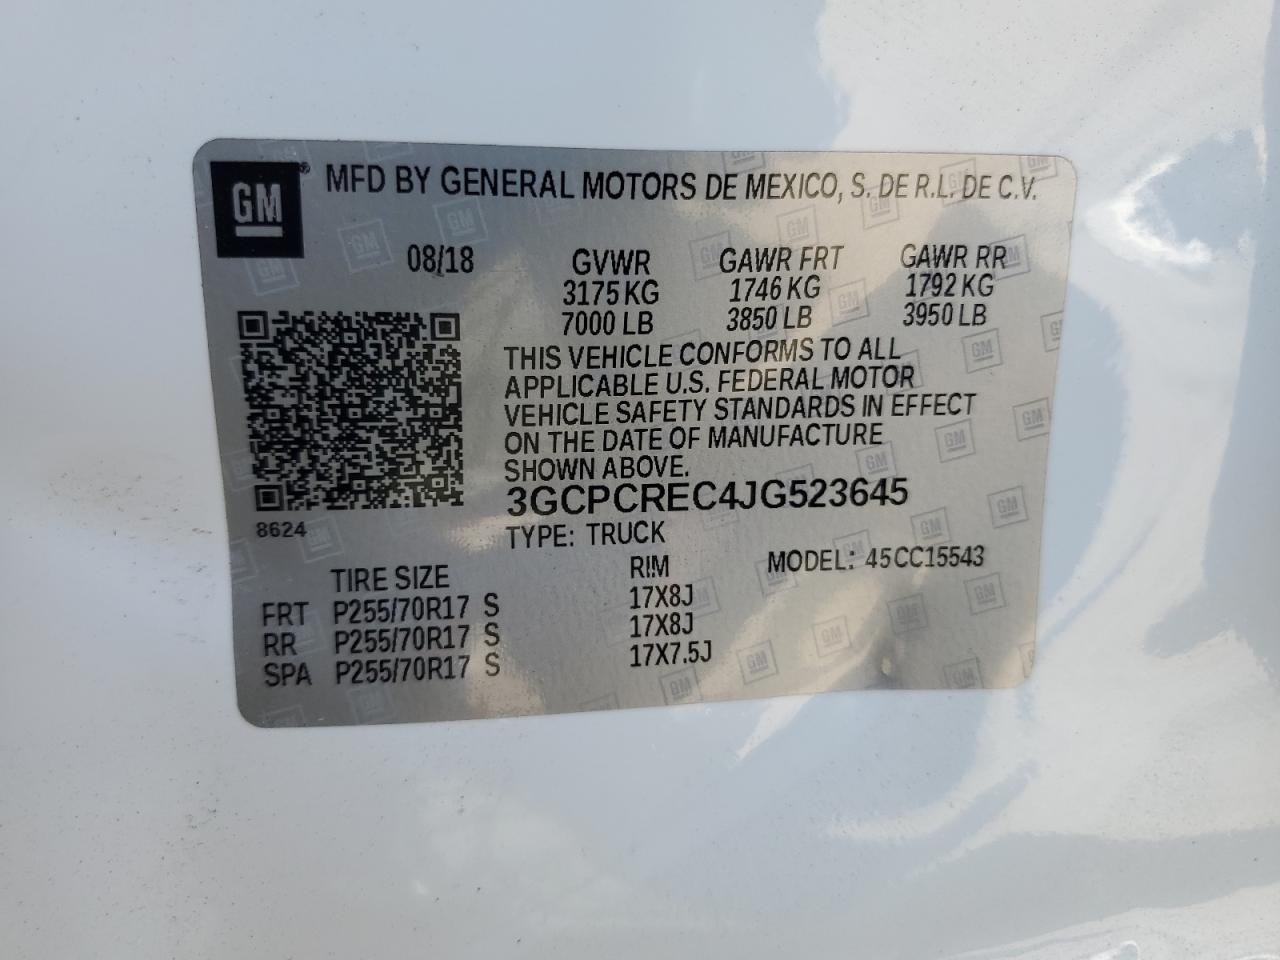 GM ® MFD BY GENERAL MOTORS DE MEXICO, S. DE R.L. DE C.V.
08/18 GVWR GAWR FRT GAWR RR
3175 KG 1746 KG 1792 KG
7000 LB 3850 LB 3950 LB
THIS VEHICLE CONFORMS TO ALL
APPLICABLE U.S. FEDERAL MOTOR
VEHICLE SAFETY STANDARDS IN EFFECT
ON THE DATE OF MANUFACTURE
SHOWN ABOVE.
3GCPCREC4JG523645
8624
TYPE: TRUCK
MODEL: 45CC15543
TIRE SIZE RIM
FRT P255/70R17 S 17X8J
RR P255/70R17 S 17X8J
SPA P255/70R17 S 17X7.5J